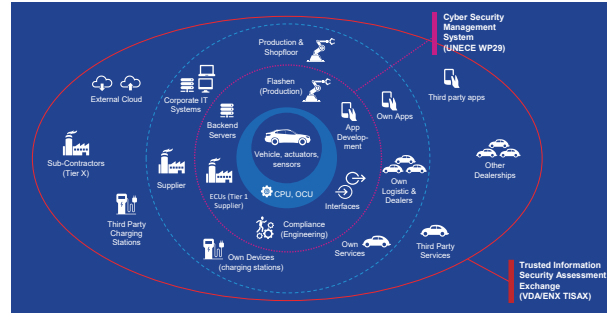 Cyber Security
Management
System
(UNECE WP29)
Production &
Shopfloor
Flashen
(Production)
External Cloud
Corporate IT
Systems
Third party apps
Own Apps
Backend
Servers
App
Develop-
ment
Vehicle, actuators,
sensors
Sub-Contractors
(Tier X)
Supplier
ECUs (Tier 1
Supplier)
CPU, OCU
Interfaces
Own
Logistic &
Dealers
Other
Dealerships
Third Party
Charging
Stations
Compliance
(Engineering)
Own
Services
Third Party
Services
Own Devices
(charging stations)
Trusted Information
Security Assessment
Exchange
(VDA/ENX TISAX)